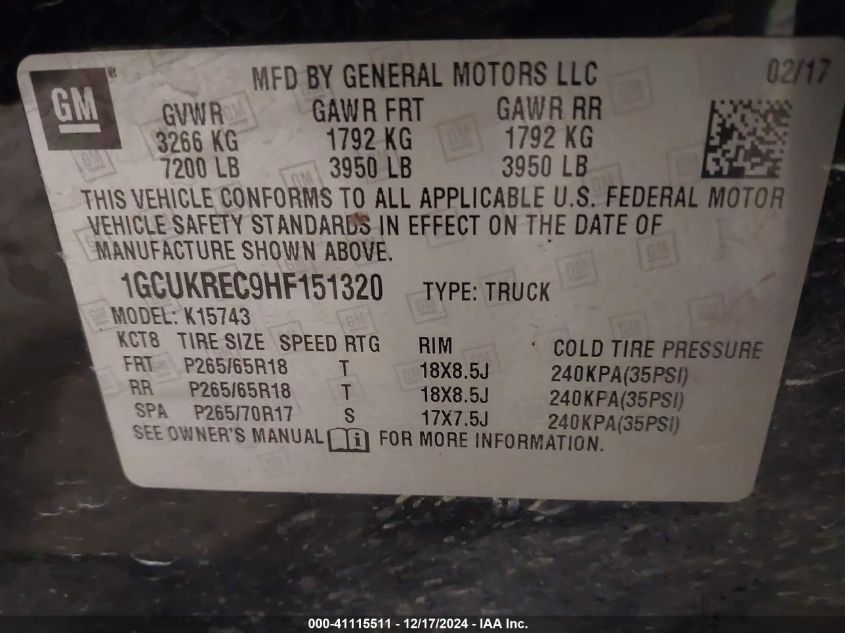 GM®
MFD BY GENERAL MOTORS LLC 02/17
GVWR GAWR FRT GAWR RR
3266 KG 1792 KG 1792 KG
7200 LB 3950 LB 3950 LB
THIS VEHICLE CONFORMS TO ALL APPLICABLE U.S. FEDERAL MOTOR
VEHICLE SAFETY STANDARDS IN EFFECT ON THE DATE OF
MANUFACTURE SHOWN ABOVE.
1GCUKREC9HF151320 TYPE: TRUCK
MODEL: K15743
KCT8 TIRE SIZE SPEED RTG RIM COLD TIRE PRESSURE
FRT P265/65R18 T 18X8.5J 240KPA(35PSI)
RR P265/65R18 T 18X8.5J 240KPA(35PSI)
SPA P265/70R17 S 17X7.5J 240KPA(35PSI)
SEE OWNER'S MANUAL i FOR MORE INFORMATION.
000-41115511 - 12/17/2024 - IAA Inc.